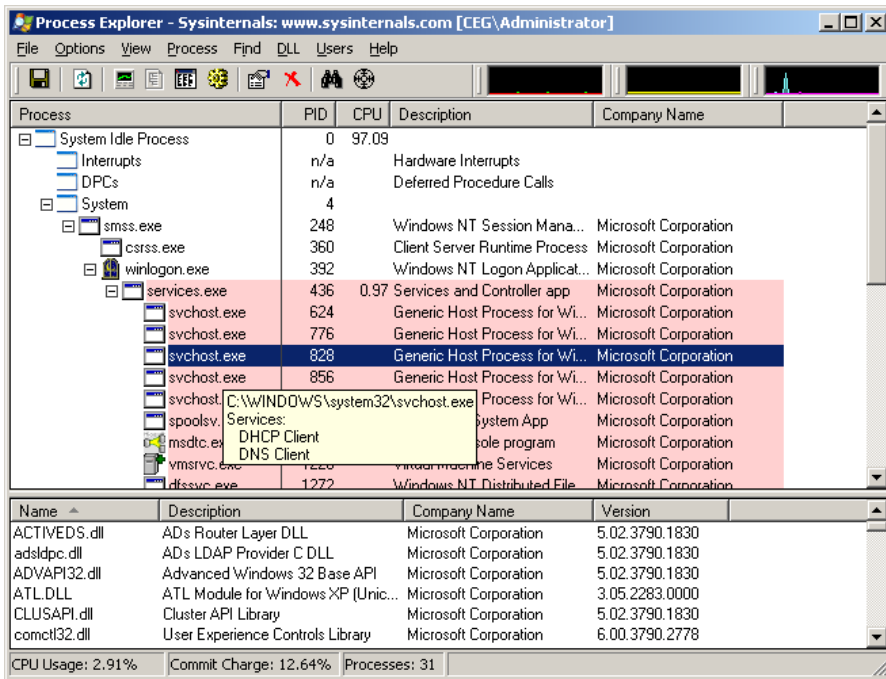 Process Explorer - Sysinternals: www.sysinternals.com [CEG\Administrator]
File Options View Process Find DLL Users Help
Process PID CPU Description Company Name
System Idle Process 0 97.09
Interrupts n/a Hardware Interrupts
DPCs n/a Deferred Procedure Calls
System 4
smss.exe 248 Windows NT Session Mana... Microsoft Corporation
csrss.exe 360 Client Server Runtime Process Microsoft Corporation
winlogon.exe 392 Windows NT Logon Applicat... Microsoft Corporation
services.exe 436 0.97 Services and Controller app Microsoft Corporation
svchost.exe 624 Generic Host Process for Wi... Microsoft Corporation
svchost.exe 776 Generic Host Process for Wi... Microsoft Corporation
svchost.exe 828 Generic Host Process for Wi... Microsoft Corporation
svchost.exe 856 Generic Host Process for Wi... Microsoft Corporation
svchost. Process for Wi... Microsoft Corporation
C:\WINDOWS\system32\svchost.exe
Services:
DHCP Client
DNS Client
spoolsv. System App Microsoft Corporation
msdtc.ex sole program Microsoft Corporation
vmsrvc.exe 1228 Virtual Machine Services Microsoft Corporation
dfssvc.exe 1272 Windows NT Distributed File Microsoft Corporation
Name Description Company Name Version
ACTIVEDS.dll ADs Router Layer DLL Microsoft Corporation 5.02.3790.1830
adsldpc.dll ADs LDAP Provider C DLL Microsoft Corporation 5.02.3790.1830
ADVAPI32.dll Advanced Windows 32 Base API Microsoft Corporation 5.02.3790.1830
ATL.DLL ATL Module for Windows XP (Unic... Microsoft Corporation 3.05.2283.0000
CLUSAPI.dll Cluster API Library Microsoft Corporation 5.02.3790.1830
comctl32.dll User Experience Controls Library Microsoft Corporation 6.00.3790.2778
CPU Usage: 2.91% Commit Charge: 12.64% Processes: 31